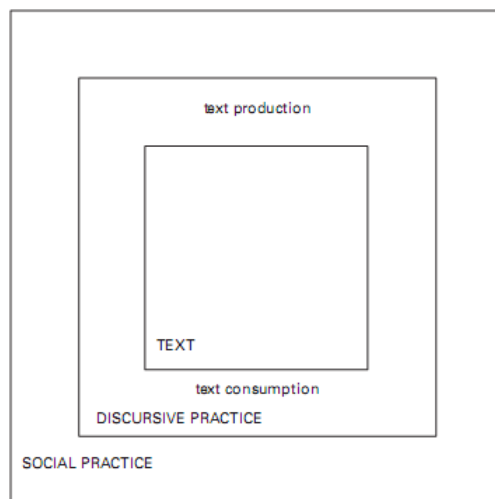 text production
TEXT
text consumption
DISCURSIVE PRACTICE
SOCIAL PRACTICE